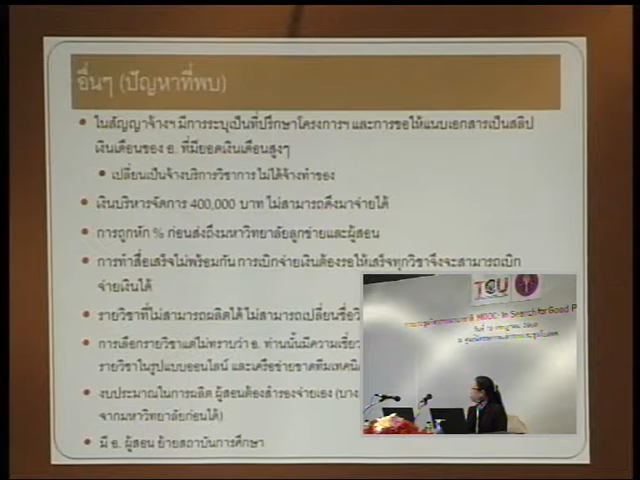 อื่นๆ (ปัญหาที่พบ)
ในสัญญาจ้างฯ มีการระบุเป็นที่ปรึกษาโครงการฯ และการขอให้แนบเอกสารเป็นสลิป
เงินเดือนของ อ. ที่มียอดเงินเดือนสูงๆ
เปลี่ยนเป็นจ้างบริการวิชาการ ไม่ได้จ้างทำของ
เงินบริหารจัดการ 400,000 บาท ไม่สามารถดึงมาจ่ายได้
การถูกหัก % ก่อนส่งถึงมหาวิทยาลัยลูกข่ายและผู้สอน
การทำสื่อเสร็จไม่พร้อมกัน การเบิกจ่ายเงินต้องรอให้เสร็จทุกวิชาจึงจะสามารถเบิก
จ่ายเงินได้
รายวิชาที่ไม่สามารถผลิตได้ ไม่สามารถเปลี่ยนชื่อวิ
การเลือกรายวิชาแต่ไม่ทราบว่า อ. ท่านนั้นมีความเชี่ยว
รายวิชาในรูปแบบออนไลน์ และเครือข่ายขาดทีมเทคนิ
งบประมาณในการผลิต ผู้สอนต้องสำรองจ่ายเอง (บาง
จากมหาวิทยาลัยก่อนได้)
มี อ. ผู้สอน ย้ายสถาบันการศึกษา
TCU
MOOC: In Search for Good P